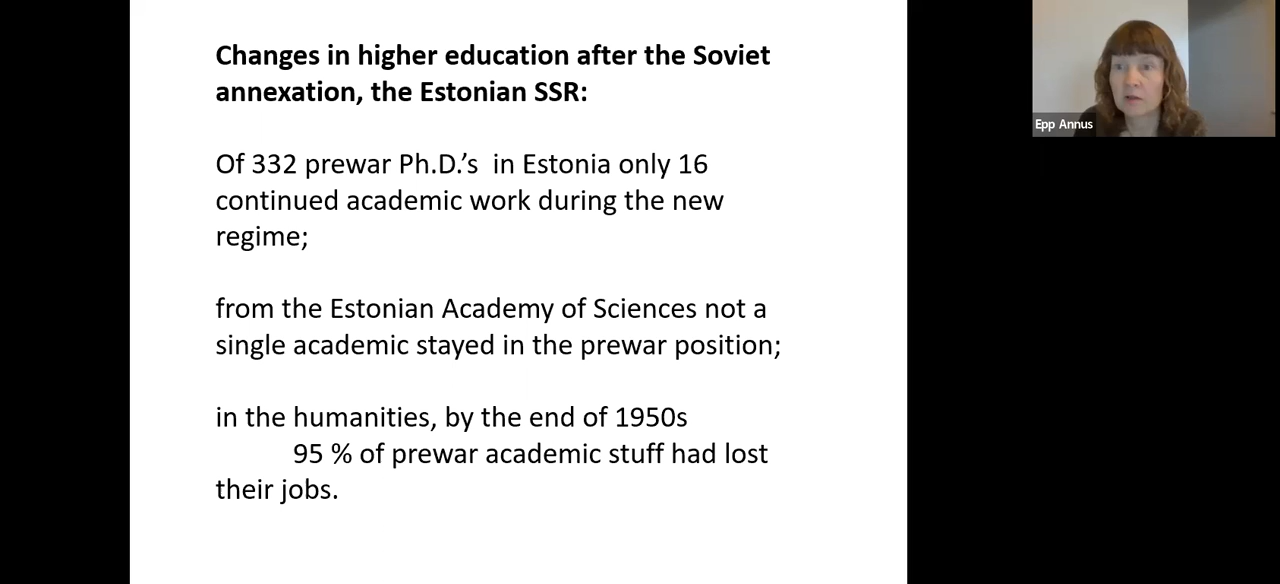 Changes in higher education after the Soviet
annexation, the Estonian SSR:
Of 332 prewar Ph.D.'s  in Estonia only 16
continued academic work during the new
regime;
from the Estonian Academy of Sciences not a
single academic stayed in the prewar position;
in the humanities, by the end of 1950s
95 % of prewar academic stuff had lost
their jobs.
Epp Annus